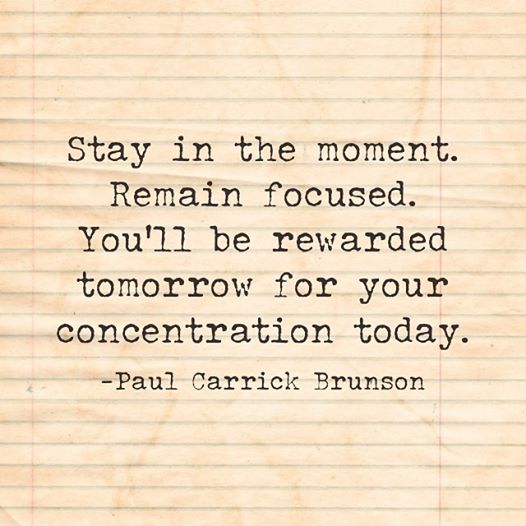 Stay in the moment.
Remain focused.
You'll be rewarded
tomorrow for your
concentration today.
-Paul Carrick Brunson